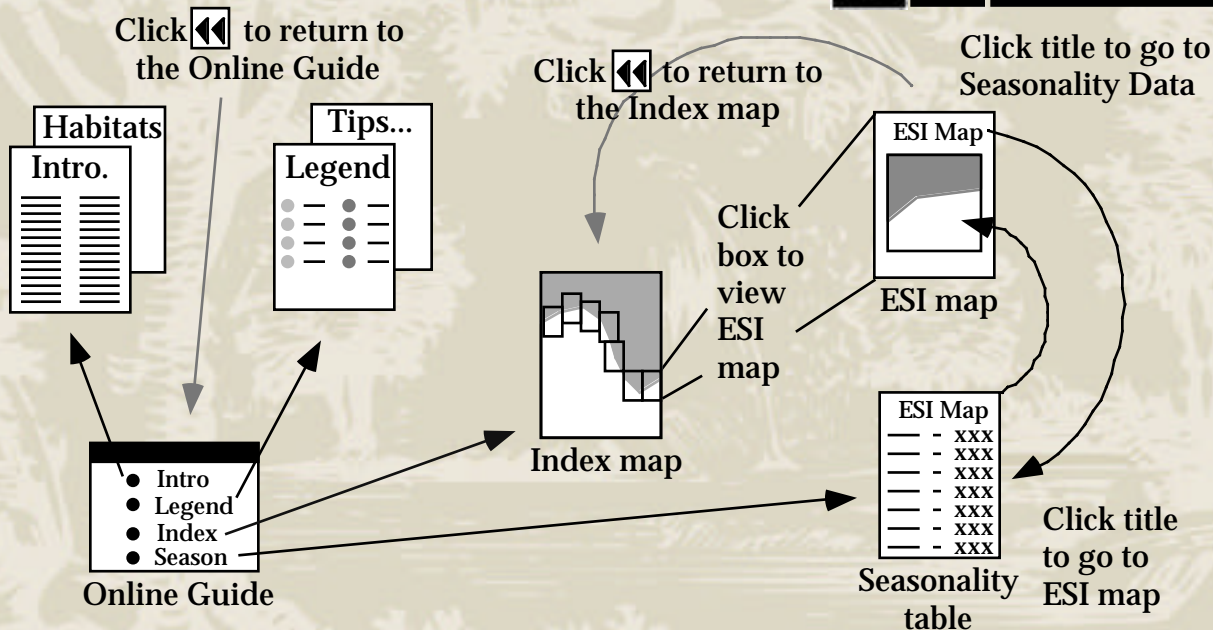 Click to return to
the Online Guide
Click to return to
the Index map
Click title to go to
Seasonality Data
Habitats
Intro.
Tips...
Legend
ESI Map
Click
box to
view
ESI
map
ESI map
Index map
Intro
Legend
Index
Season
Online Guide
ESI Map
— - xxx
— - xxx
— - xxx
— - xxx
— - xxx
— - xxx
— - xxx
Seasonality
table
Click title
to go to
ESI map